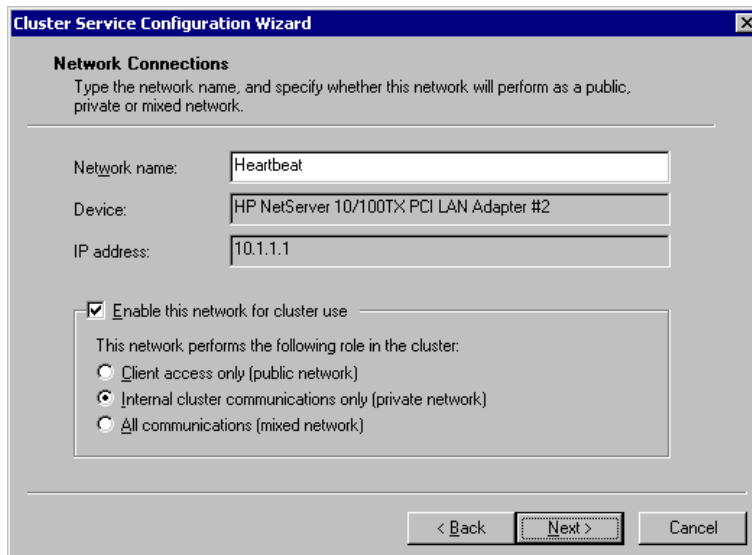 Cluster Service Configuration Wizard
Network Connections
Type the network name, and specify whether this network will perform as a public,
private or mixed network.
Network name:
Heartbeat
Device:
HP NetServer 10/100TX PCI LAN Adapter #2
IP address:
10.1.1.1
Enable this network for cluster use
This network performs the following role in the cluster:
Client access only (public network)
Internal cluster communications only (private network)
All communications (mixed network)
< Back
Next >
Cancel